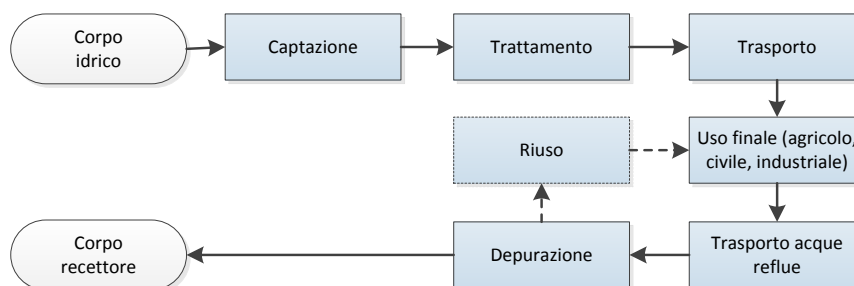 Corpo
idrico
Captazione
Trattamento
Trasporto
Riuso
Uso finale (agricolo,
civile, industriale)
Corpo
recettore
Depurazione
Trasporto acque
reflue